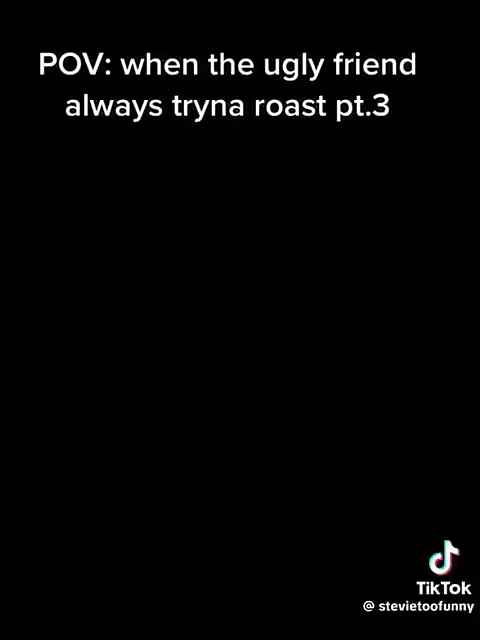 POV: when the ugly friend
always tryna roast pt.3
TikTok
@ stevietoofunny